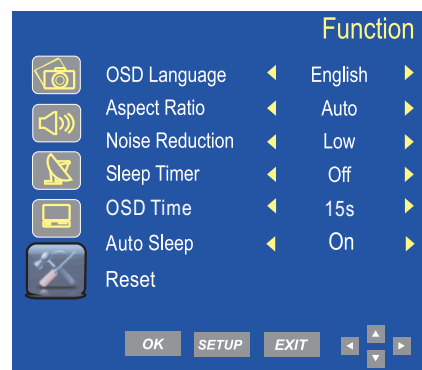 Function
OSD Language English
Aspect Ratio Auto
Noise Reduction Low
Sleep Timer Off
OSD Time 15s
Auto Sleep On
Reset
OK SETUP EXIT